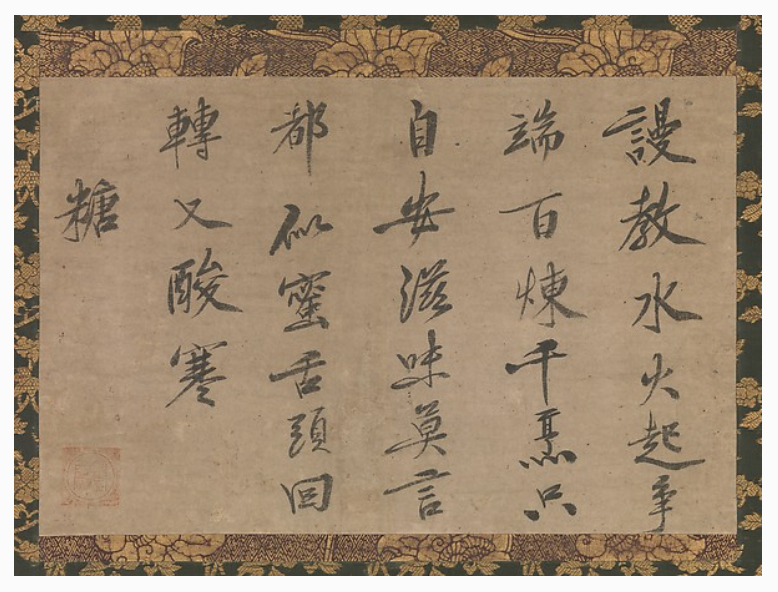 謾教水火起爭
端百煉千熬只
自安滋味莫言
都似蜜舌頭回
轉又酸寒
糖